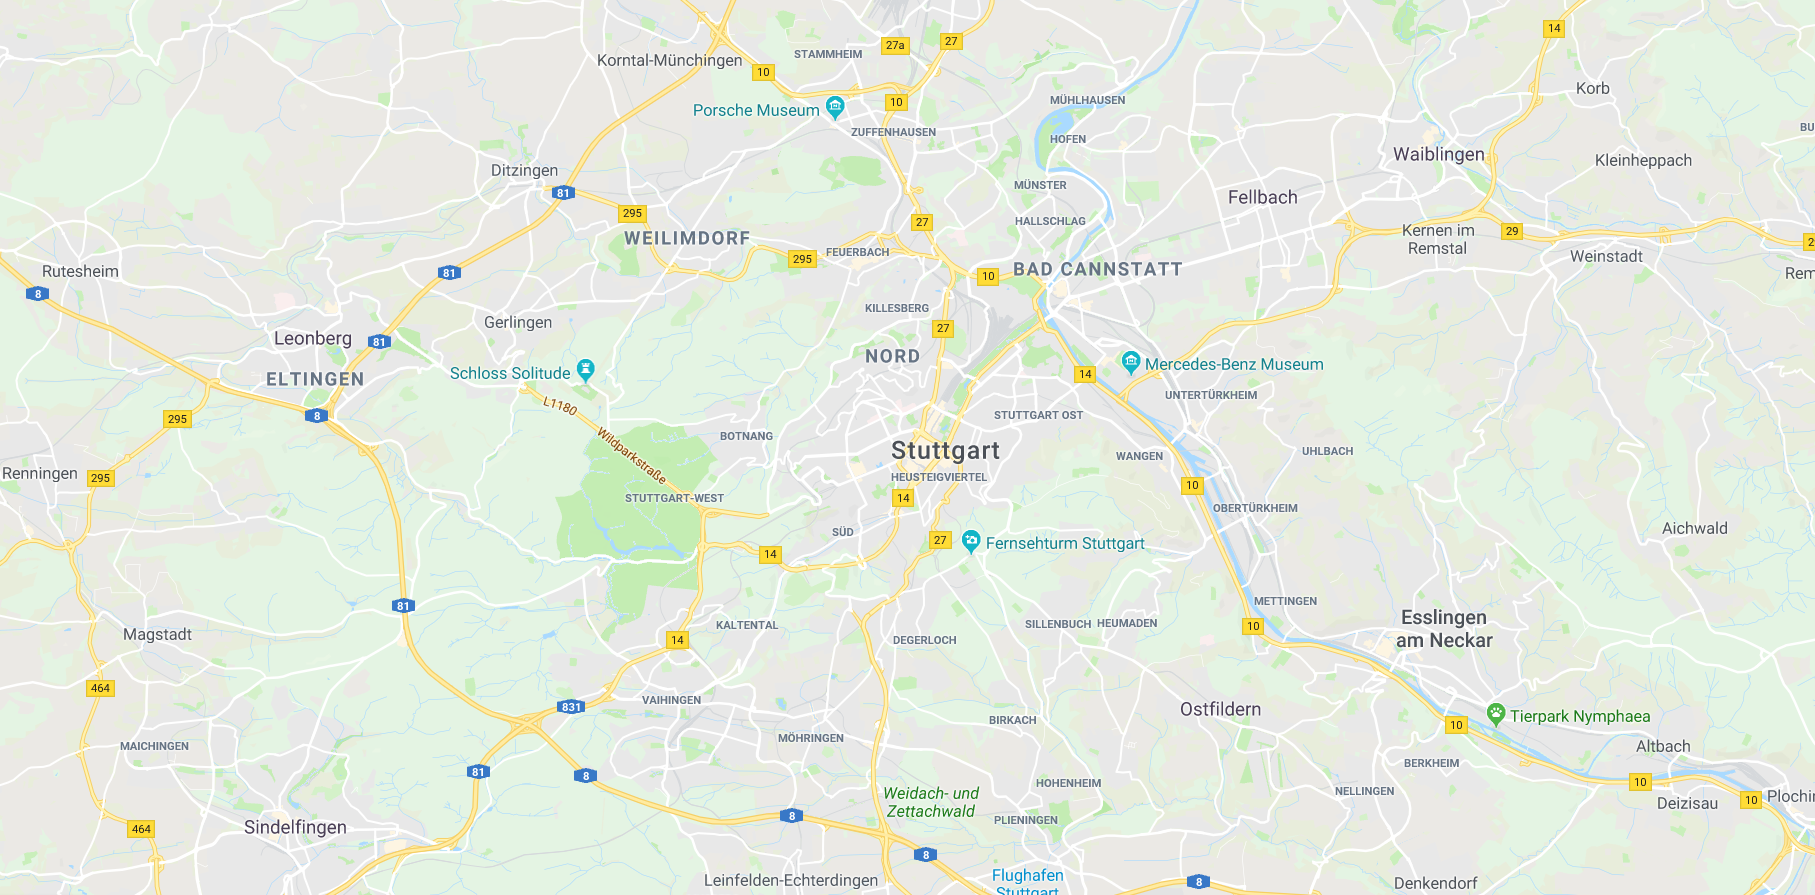 14
27a
27
STAMMHEIM
Korntal-Münchingen
10
Korb
Porsche Museum
10
MÜHLHAUSEN
ZUFFENHAUSEN
HOFEN
BU
Waiblingen
Kleinheppach
Ditzingen
MÜNSTER
81
Fellbach
295
27
HALLSCHLAG
Kernen im
Remstal
29
2
WEILIMDORF
FEUERBACH
295
Weinstadt
Rutesheim
81
10
BAD CANNSTATT
Rem
8
KILLESBERG
Gerlingen
27
Leonberg
81
NORD
Schloss Solitude
Mercedes-Benz Museum
ELTINGEN
14
UNTERTÜRKHEIM
L1180
8
295
STUTTGART OST
BOTNANG
Wildparkstraße
Stuttgart
WANGEN
UHLBACH
Renningen
295
HEUSTEIGVIERTEL
10
STUTTGART-WEST
14
OBERTÜRKHEIM
SÜD
Aichwald
27
Fernsehturm Stuttgart
14
81
METTINGEN
Esslingen
am Neckar
Magstadt
KALTENTAL
SILLENBUCH
HEUMADEN
10
14
DEGERLOCH
464
VAIHINGEN
831
Ostfildern
BIRKACH
Tierpark Nymphaea
10
MAICHINGEN
MÖHRINGEN
Altbach
BERKHEIM
81
8
HOHENHEIM
10
NELLINGEN
Weidach- und
Zettachwald
Deizisau
10
Plochin
8
PLIENINGEN
464
Sindelfingen
8
Flughafen
Stuttgart
Leinfelden-Echterdingen
8
Denkendorf